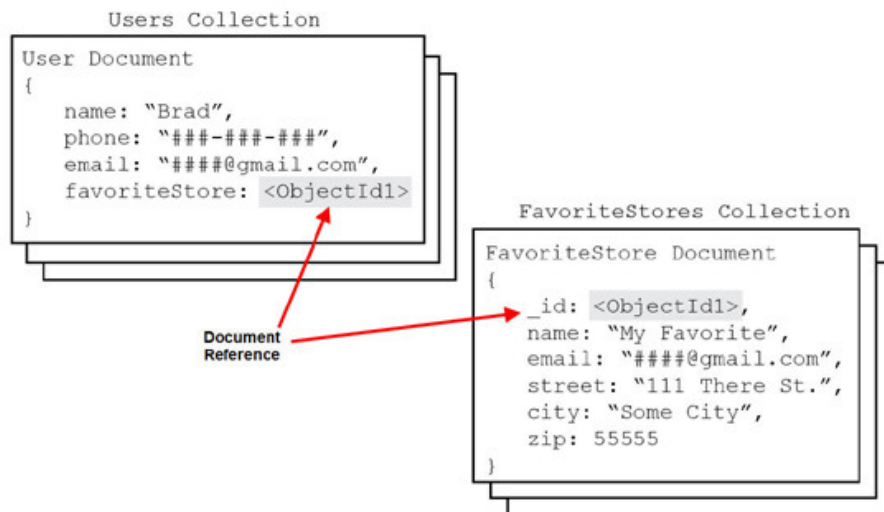 Users Collection
User Document
{
name: “Brad”,
phone: “###-###-###”,
email: “####@gmail.com”,
favoriteStore: <ObjectId1>
}
FavoriteStores Collection
FavoriteStore Document
{
_id: <ObjectId1>,
name: “My Favorite”,
email: “####@gmail.com”,
street: “111 There St.”,
city: “Some City”,
zip: 55555
}
Document
Reference